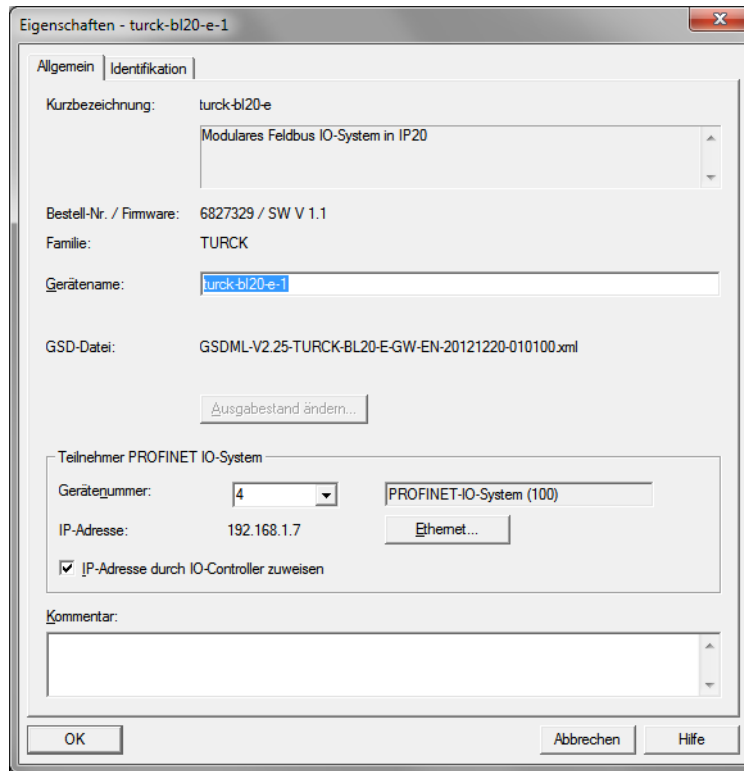 Eigenschaften - turck-bl20-e-1
Allgemein Identifikation
Kurzbezeichnung: turck-bl20-e
Modulares Feldbus IO-System in IP20
Bestell-Nr. / Firmware: 6827329 / SW V 1.1
Familie: TURCK
Gerätename: turck-bl20-e-1
GSD-Datei: GSDML-V2.25-TURCK-BL20-E-GW-EN-20121220-010100.xml
Ausgabestand ändern...
Teilnehmer PROFINET IO-System
Gerätenummer: 4 PROFINET-IO-System (100)
IP-Adresse: 192.168.1.7 Ethernet...
IP-Adresse durch IO-Controller zuweisen
Kommentar:
OK Abbrechen Hilfe